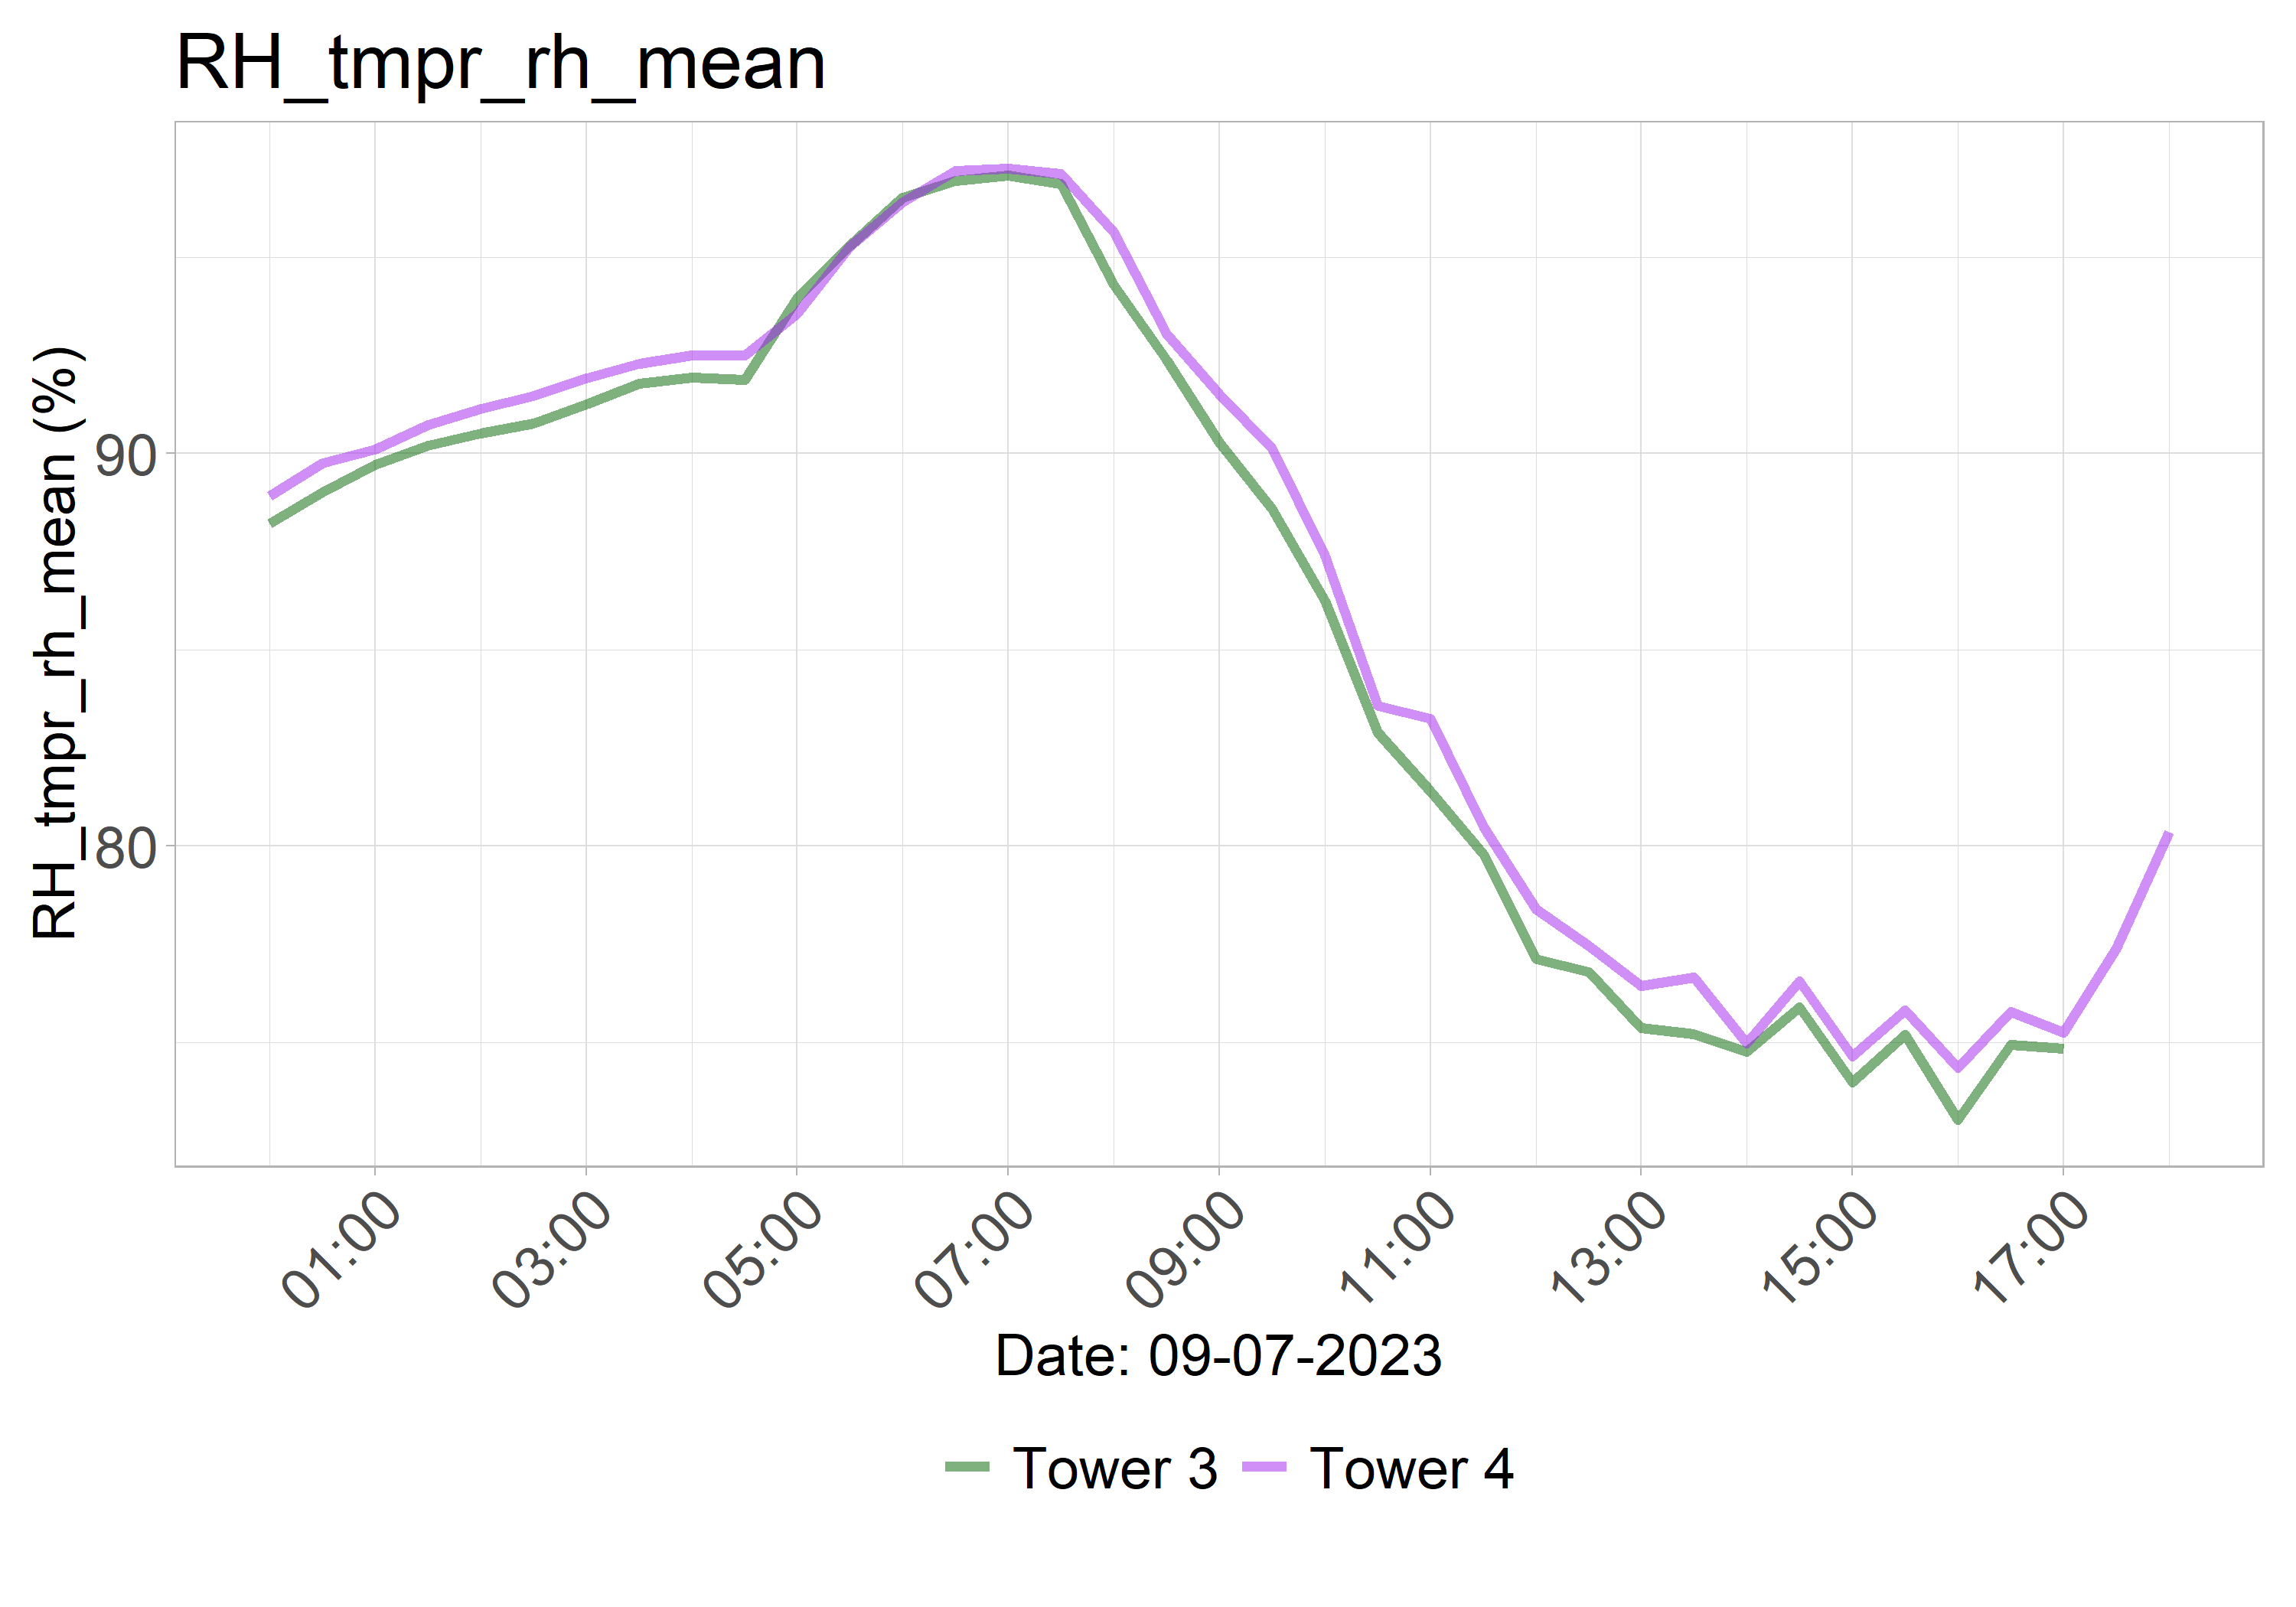 RH_tmpr_rh_mean
RH_tmpr_rh_mean (%)
90
80
01:00 03:00 05:00 07:00 09:00 11:00 13:00 15:00 17:00
Date: 09-07-2023
Tower 3 Tower 4